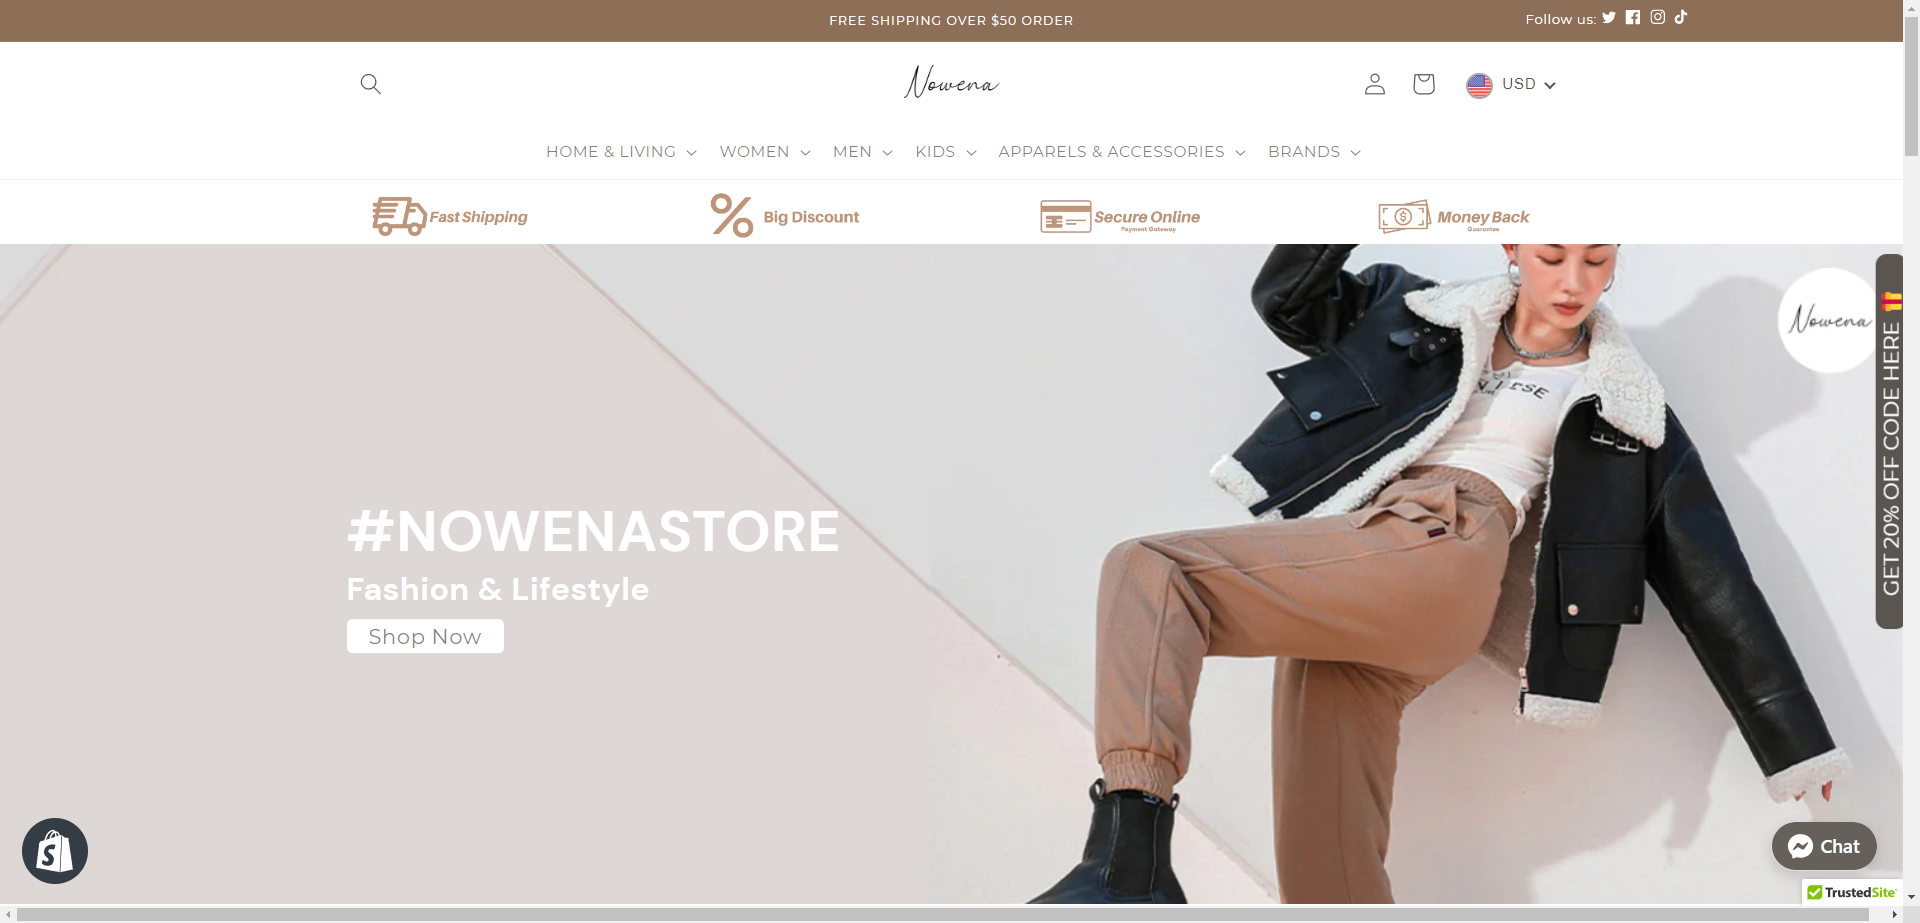 FREE SHIPPING OVER $50 ORDER
Follow us:
Nowena
USD
HOME & LIVING
WOMEN
MEN
KIDS
APPARELS & ACCESSORIES
BRANDS
Fast Shipping
Big Discount
Secure Online
Payment Gateway
Money Back
Guarantee
Nowena
GET 20% OFF CODE HERE
#NOWENASTORE
Fashion & Lifestyle
Shop Now
Chat
TrustedSite